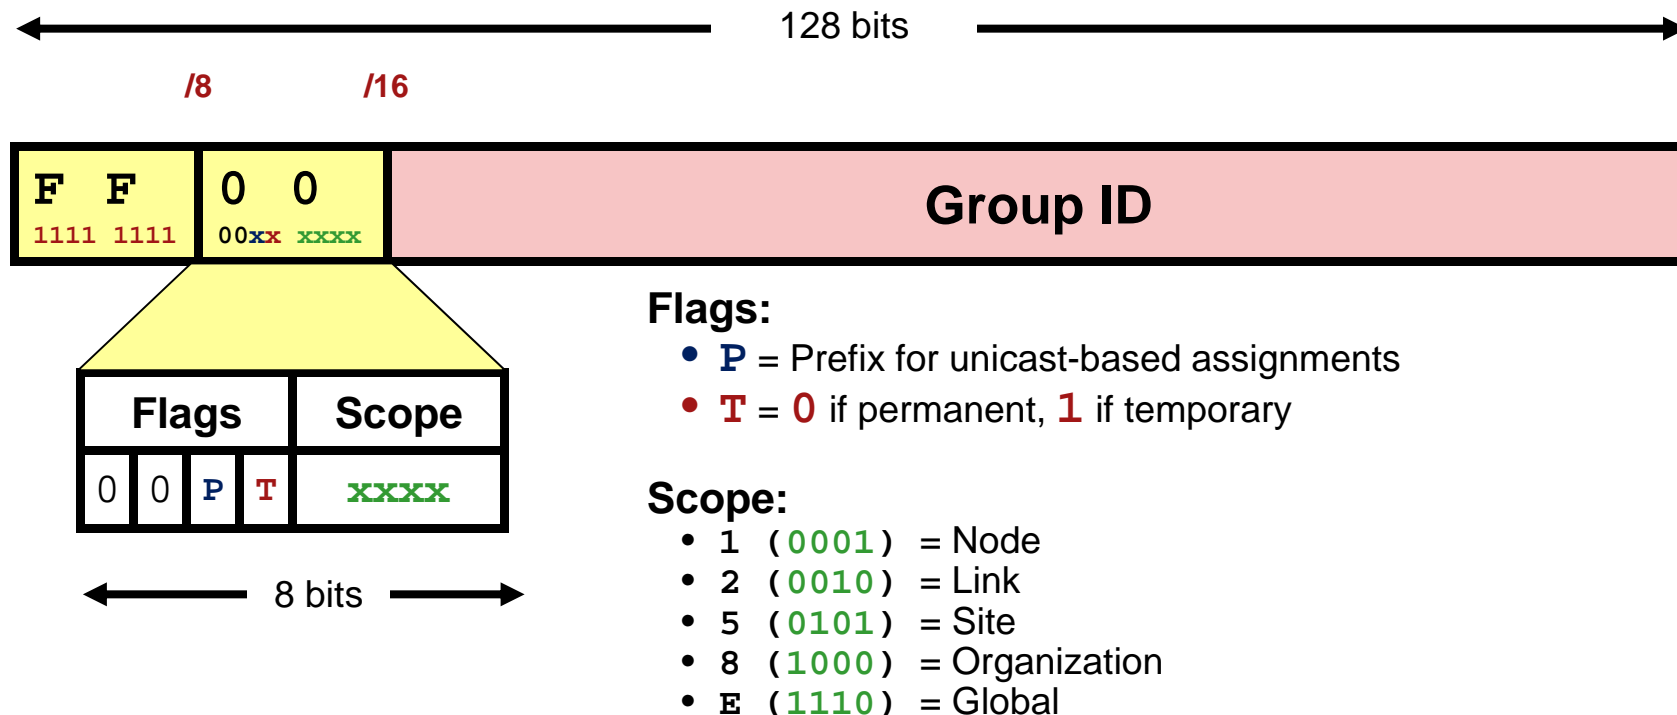 128 bits
/8 /16
F F 0 0 Group ID
1111 1111 00xx xxxx
Flags:
• P = Prefix for unicast-based assignments
• T = 0 if permanent, 1 if temporary
Flags Scope
0 0 P T xxxx
8 bits
Scope:
• 1 (0001) = Node
• 2 (0010) = Link
• 5 (0101) = Site
• 8 (1000) = Organization
• E (1110) = Global